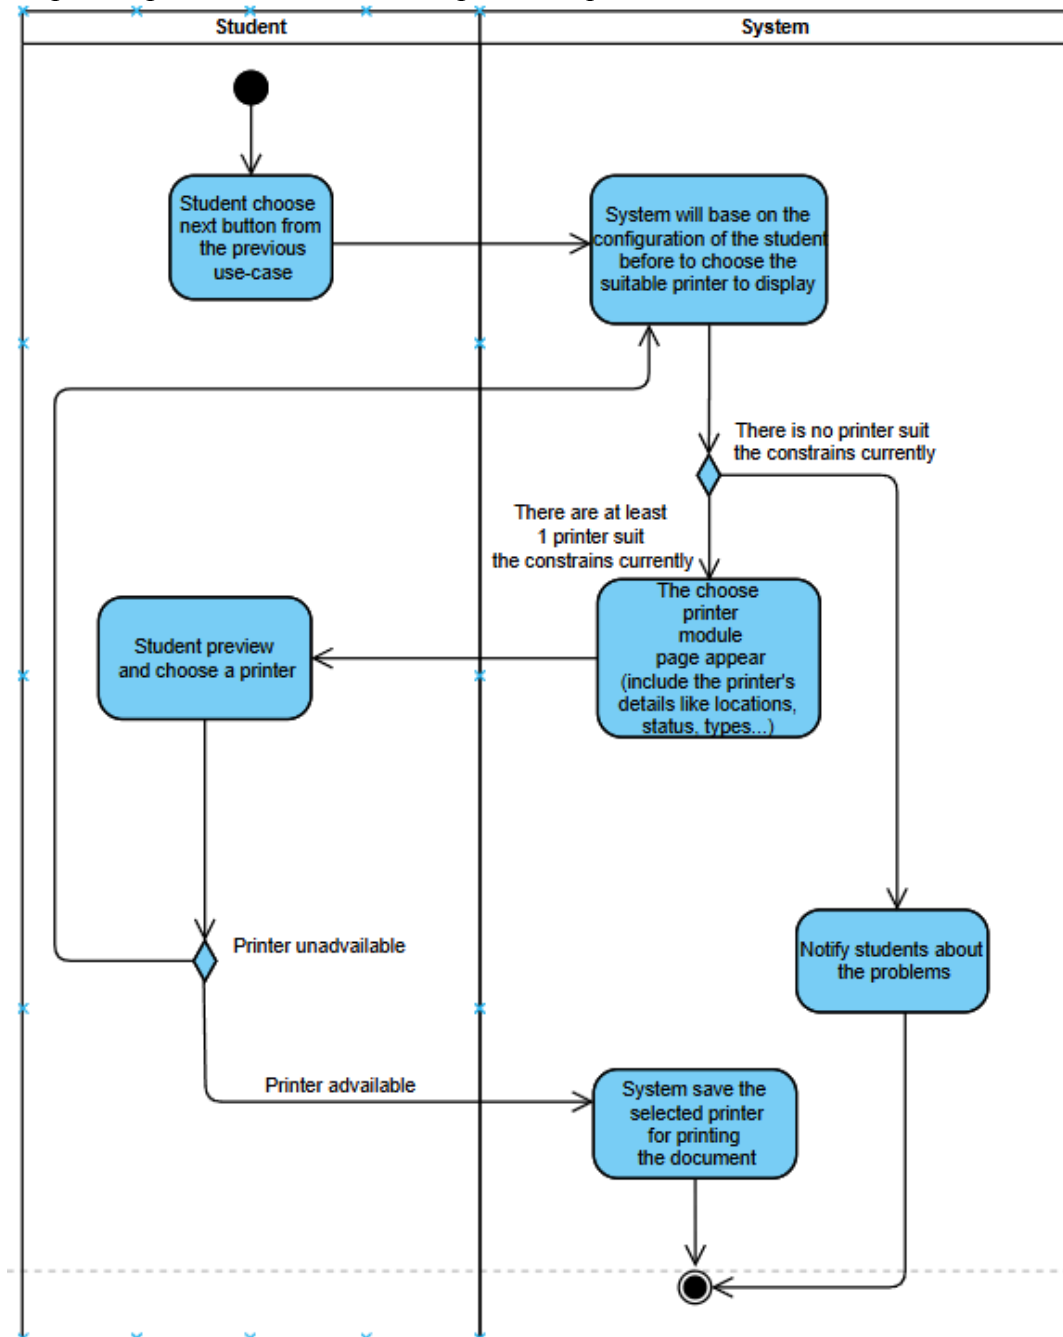 Student
System
Student choose
next button from
the previous
use-case
System will base on the
configuration of the student
before to choose the
suitable printer to display
There is no printer suit
the constrains currently
There are at least
1 printer suit
the constrains currently
The choose
printer
module
page appear
(include the printer's
details like locations,
status, types...)
Student preview
and choose a printer
Printer unadvailable
Notify students about
the problems
Printer advailable
System save the
selected printer
for printing
the document